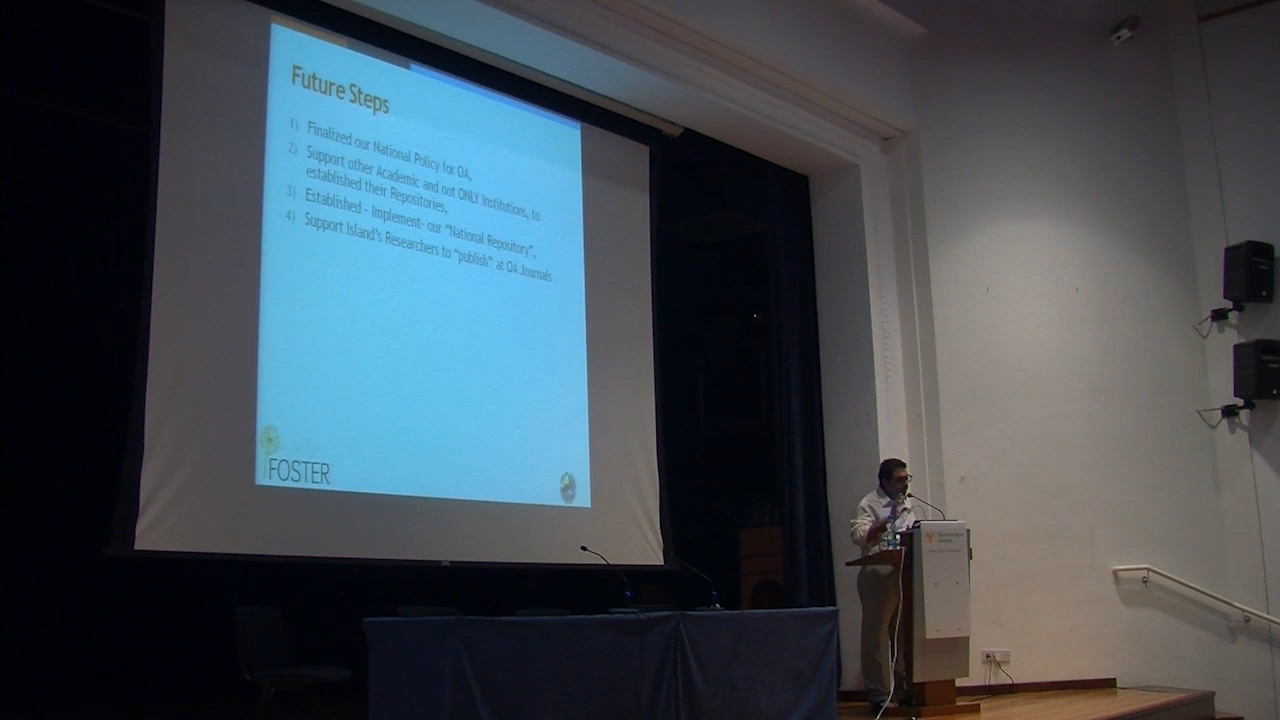 Future Steps
1) Finalized our National Policy for OA,
2) Support other Academic and not ONLY Institutions, to
established their Repositories,
3) Established - Implement- our "National Repository",
4) Support Island's Researchers to "publish" at OA Journals
FOSTER